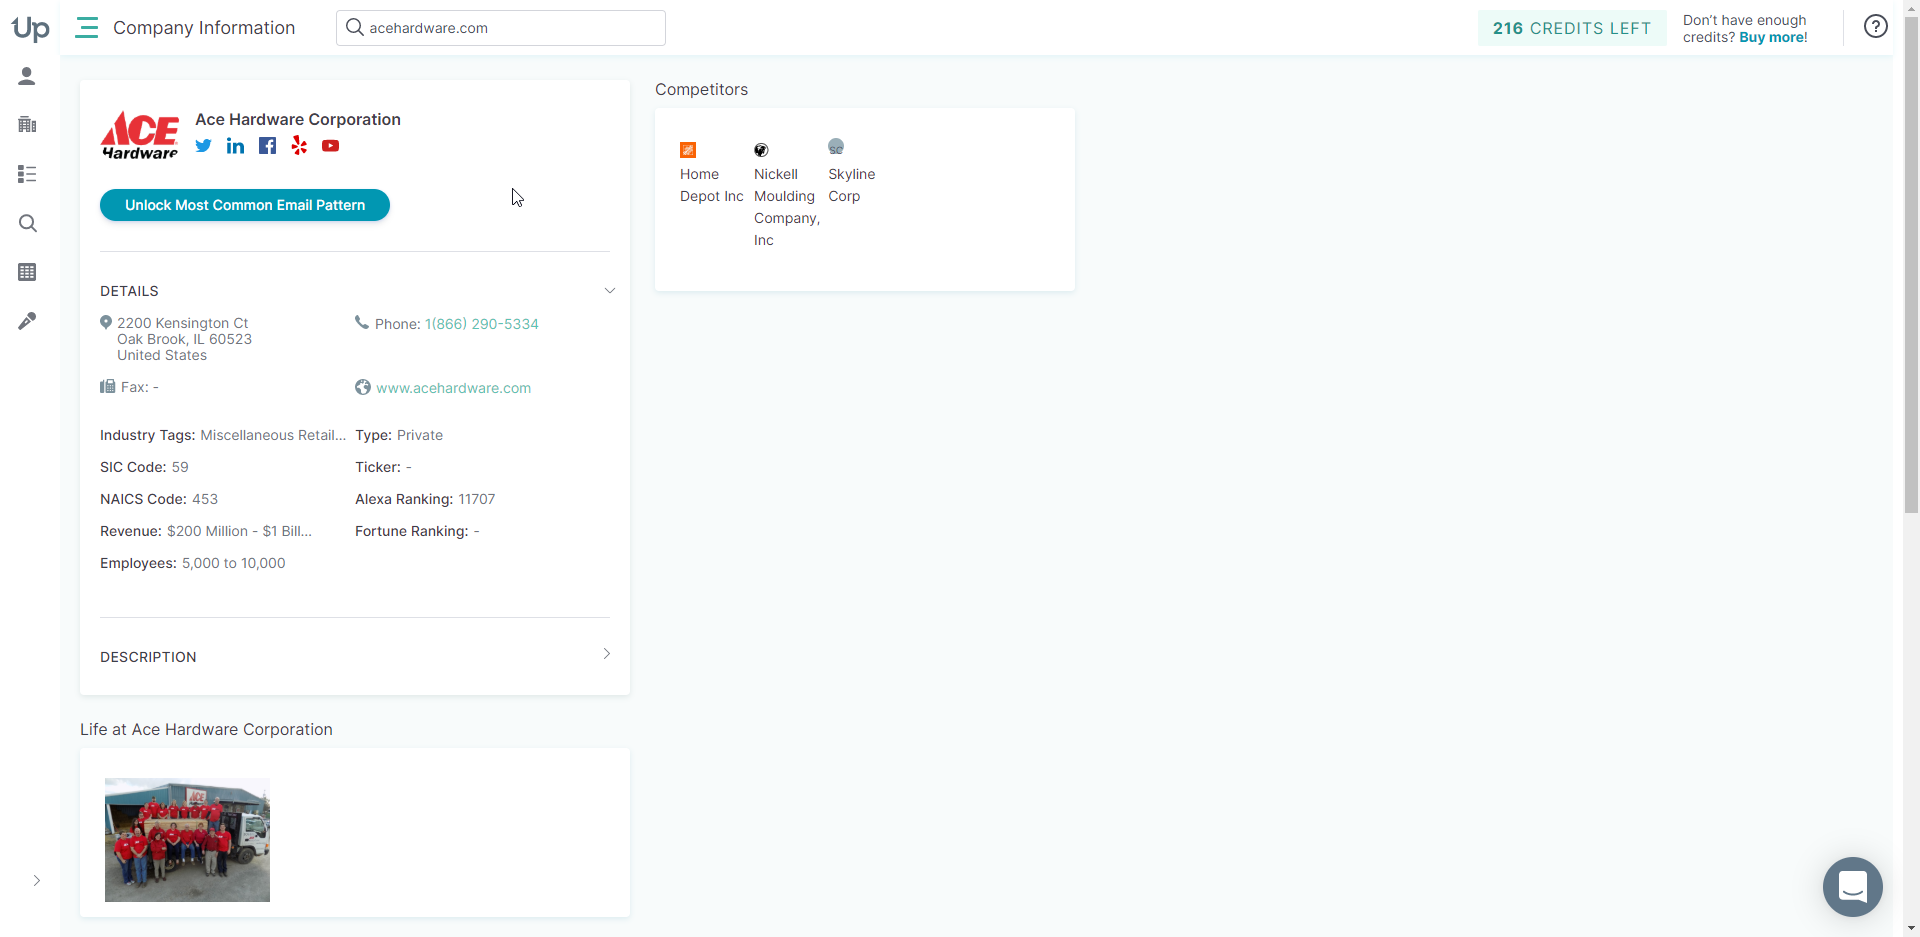 Up
Company Information
acehardware.com
216 CREDITS LEFT
Don't have enough
credits? Buy more!
?
ACE
Hardware
Ace Hardware Corporation
Unlock Most Common Email Pattern
DETAILS
2200 Kensington Ct
Oak Brook, IL 60523
United States
Phone: 1(866) 290-5334
Fax: -
www.acehardware.com
Industry Tags: Miscellaneous Retail...
Type: Private
SIC Code: 59
Ticker: -
NAICS Code: 453
Alexa Ranking: 11707
Revenue: $200 Million - $1 Bill...
Fortune Ranking: -
Employees: 5,000 to 10,000
DESCRIPTION
Life at Ace Hardware Corporation
ACE
Competitors
Home
Depot Inc
Nickell
Moulding
Company,
Inc
SC
Skyline
Corp